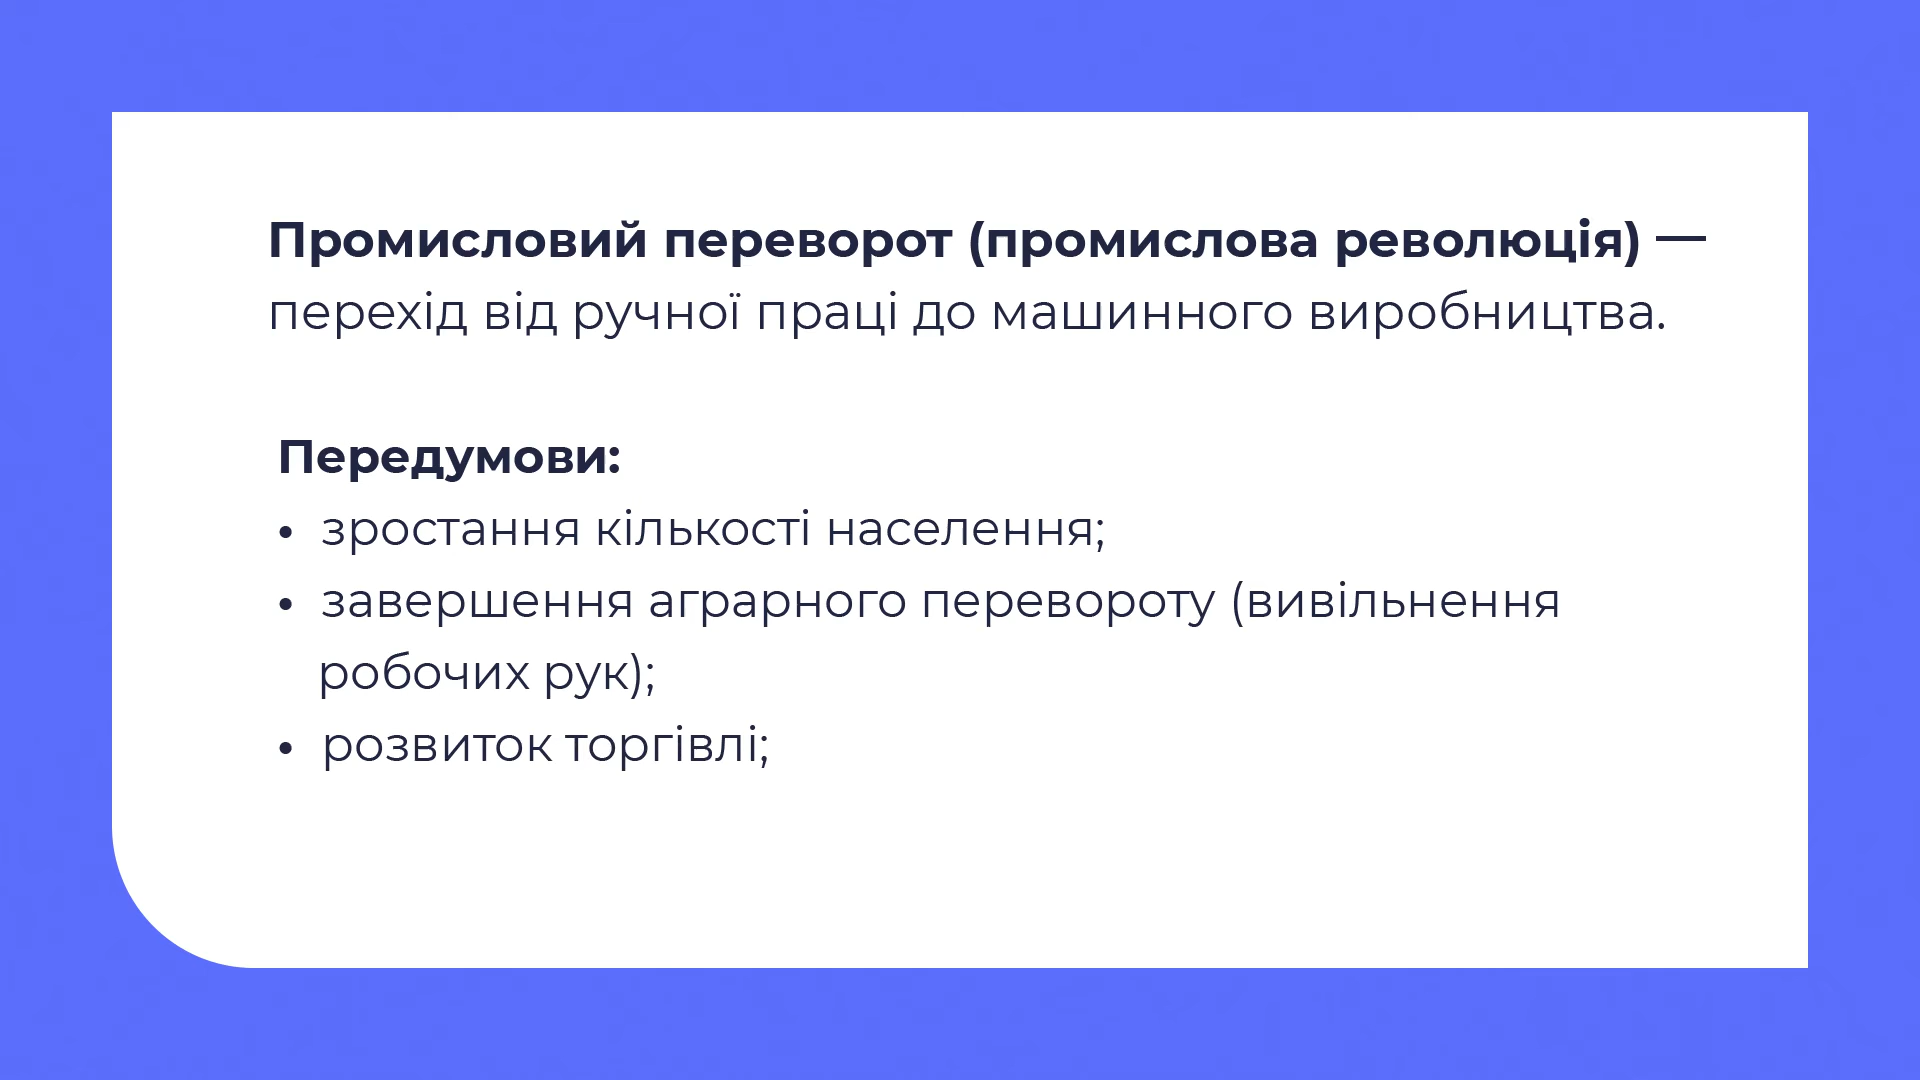 Промисловий переворот (промислова революція) —
перехід від ручної праці до машинного виробництва.
Передумови:
• зростання кількості населення;
• завершення аграрного перевороту (вивільнення
робочих рук);
• розвиток торгівлі;